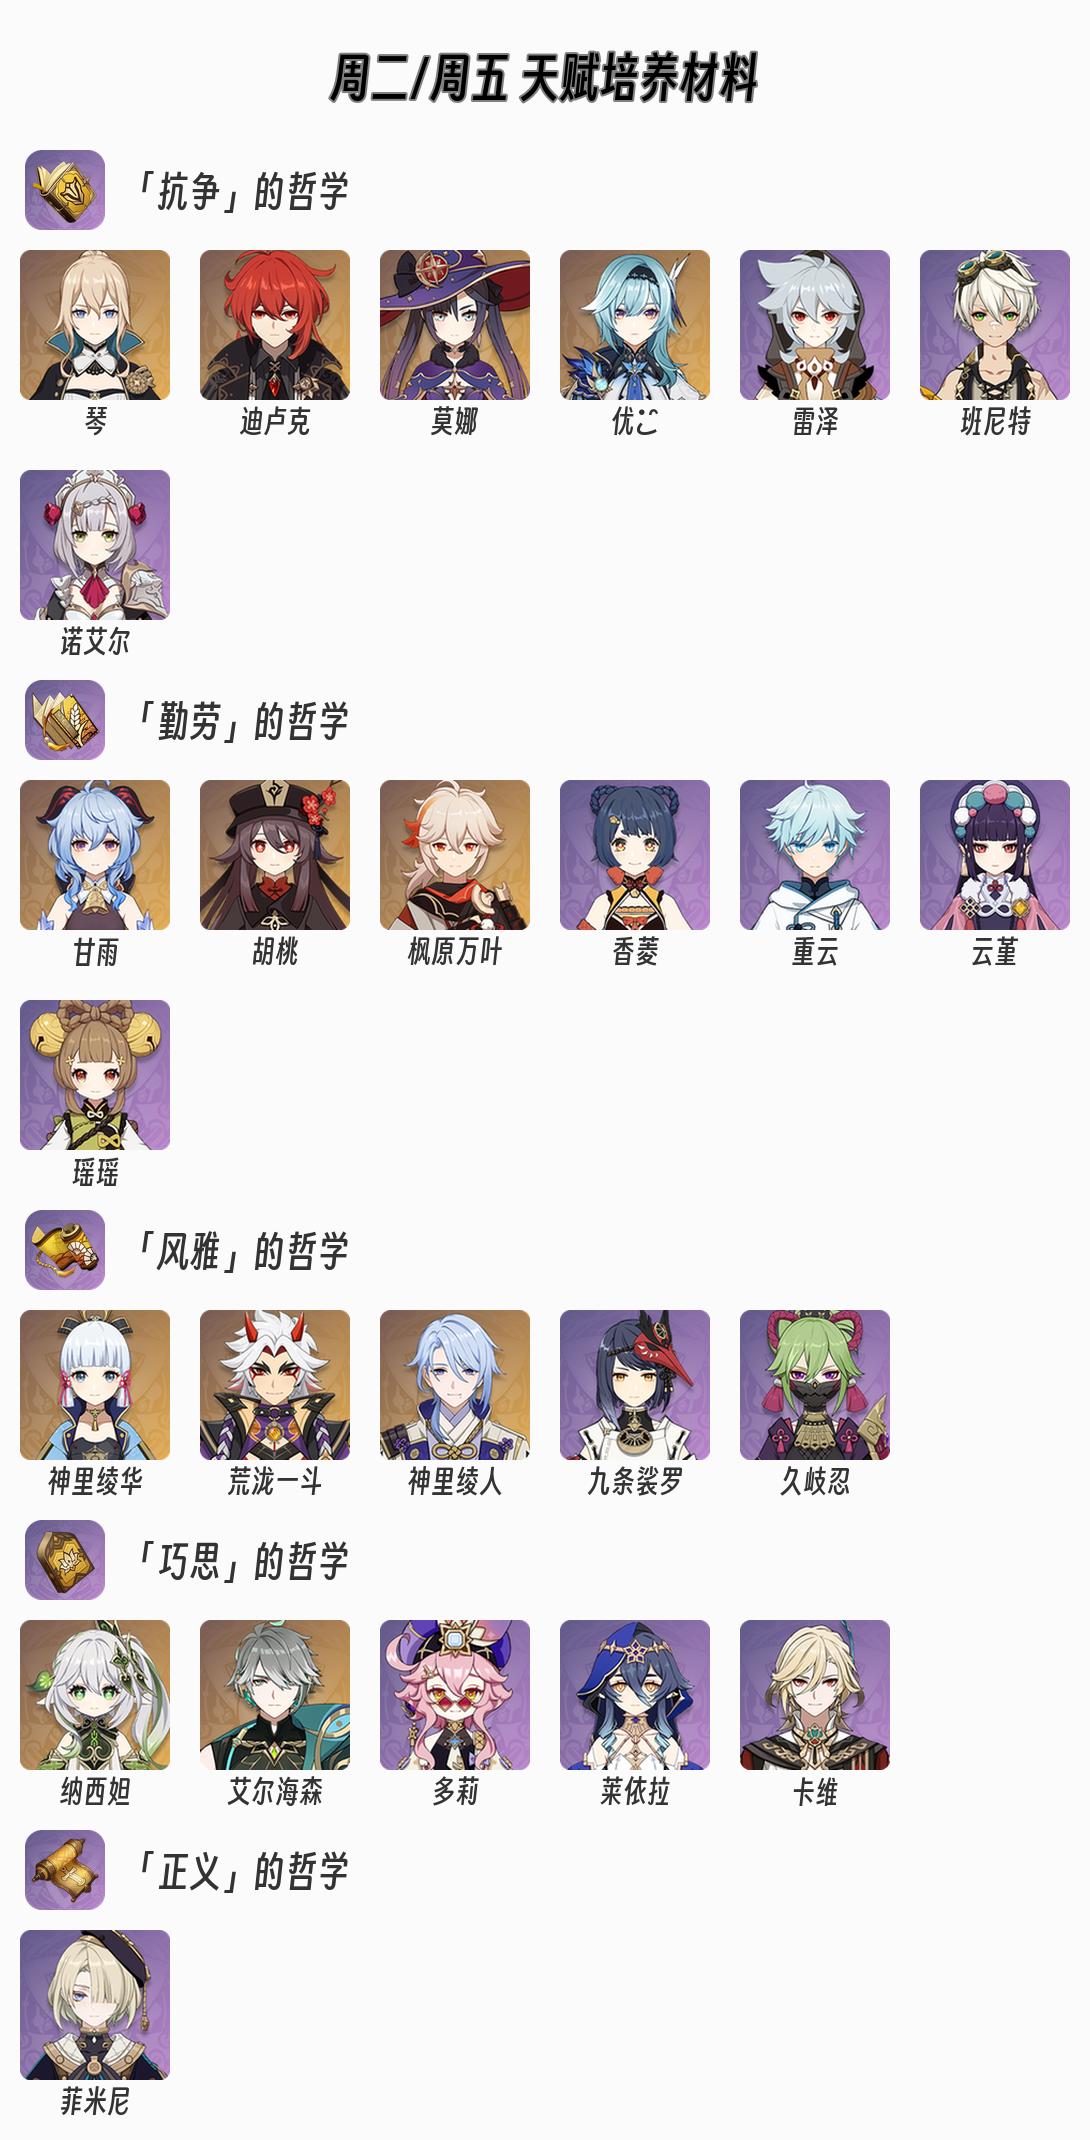 周二/周五 天赋培养材料
「抗争」的哲学
琴 迪卢克 莫娜 优 雷泽 班尼特
诺艾尔
「勤劳」的哲学
甘雨 胡桃 枫原万叶 香菱 重云 云堇
瑶瑶
「风雅」的哲学
神里绫华 荒泷一斗 神里绫人 九条裟罗 久岐忍
「巧思」的哲学
纳西妲 艾尔海森 多莉 莱依拉 卡维
「正义」的哲学
菲米尼